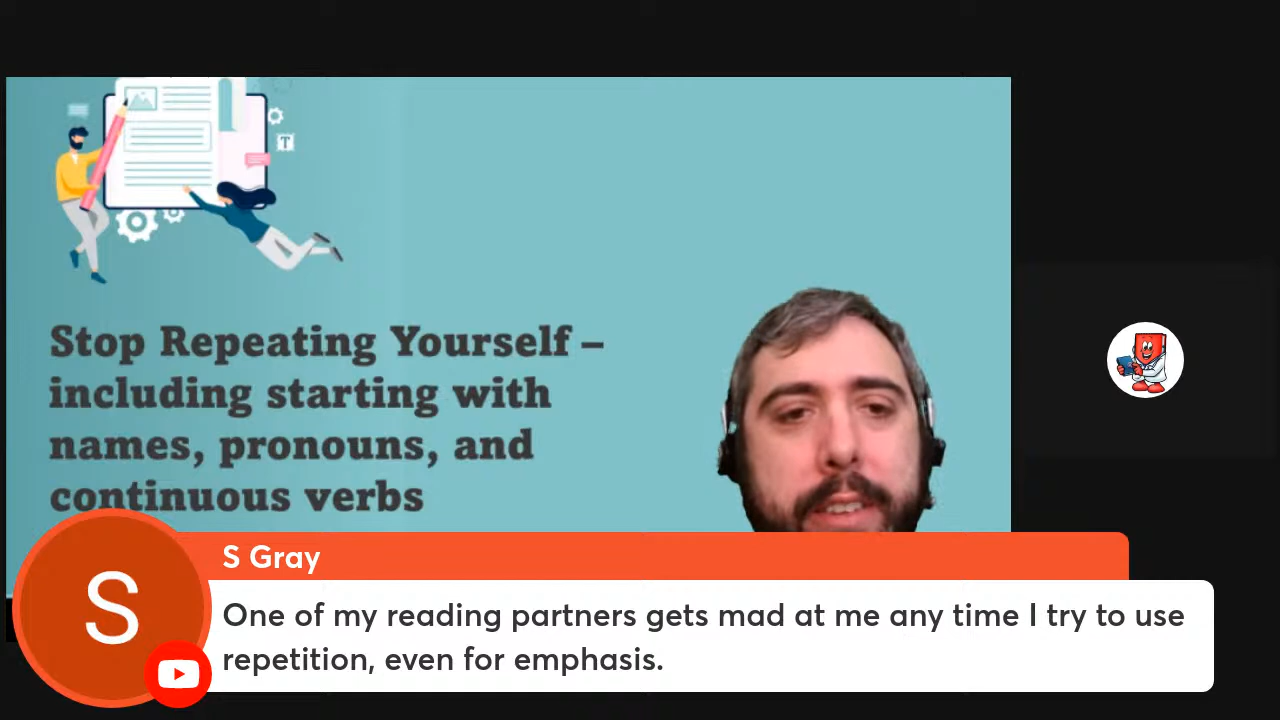 T
Stop Repeating Yourself –
including starting with
names, pronouns, and
continuous verbs
S
S Gray
One of my reading partners gets mad at me any time I try to use
repetition, even for emphasis.